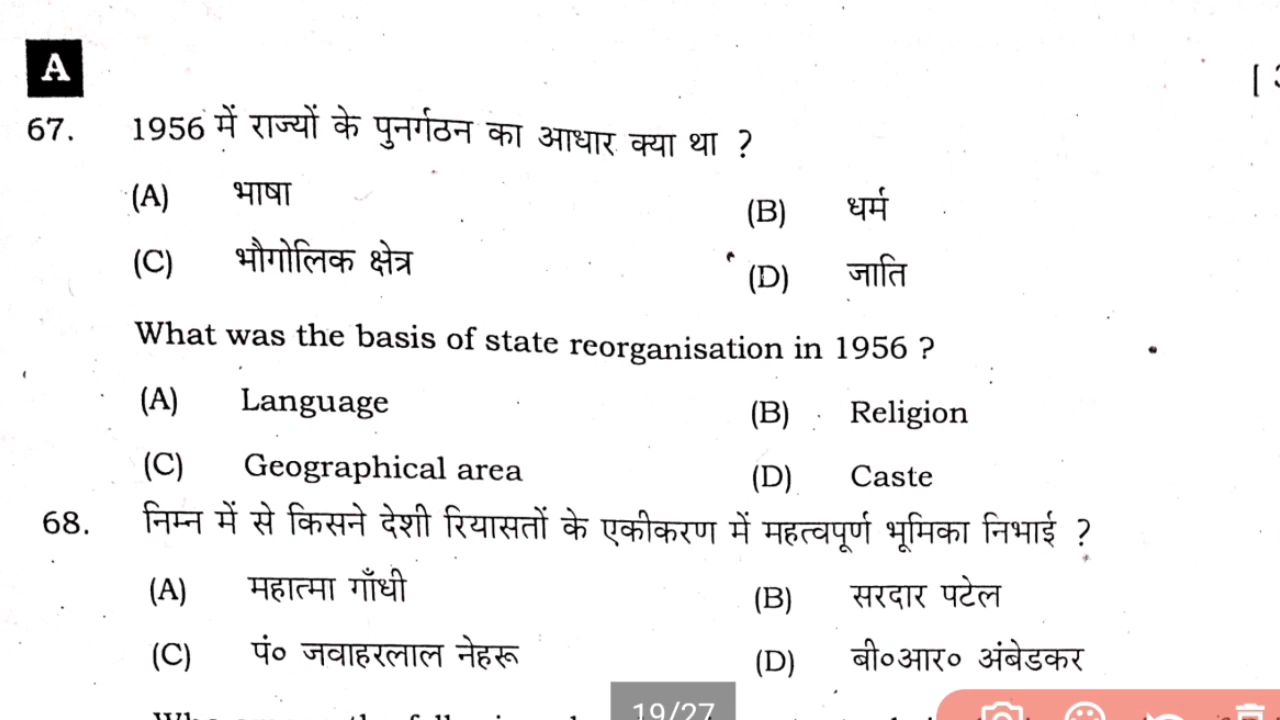 A
[ 3
67. 1956 में राज्यों के पुनर्गठन का आधार क्या था ?
(A) भाषा (B) धर्म
(C) भौगोलिक क्षेत्र (D) जाति
What was the basis of state reorganisation in 1956 ?
(A) Language (B) Religion
(C) Geographical area (D) Caste
68. निम्न में से किसने देशी रियासतों के एकीकरण में महत्वपूर्ण भूमिका निभाई ?
(A) महात्मा गाँधी (B) सरदार पटेल
(C) पं० जवाहरलाल नेहरू (D) बी०आर० अंबेडकर
19/27